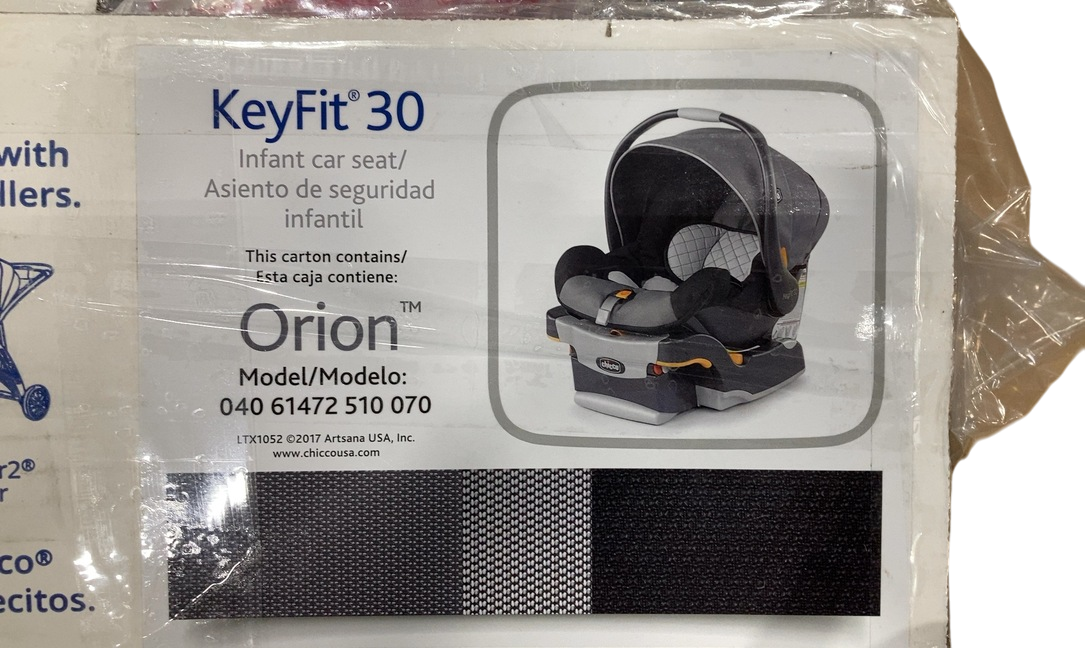 with
llers.
r2®
r
co®
ecitos.
KeyFit® 30
Infant car seat/
Asiento de seguridad
infantil
This carton contains/
Esta caja contiene:
Orion™
Model/Modelo:
040 61472 510 070
LTX1052 ©2017 Artsana USA, Inc.
www.chiccousa.com
chicco